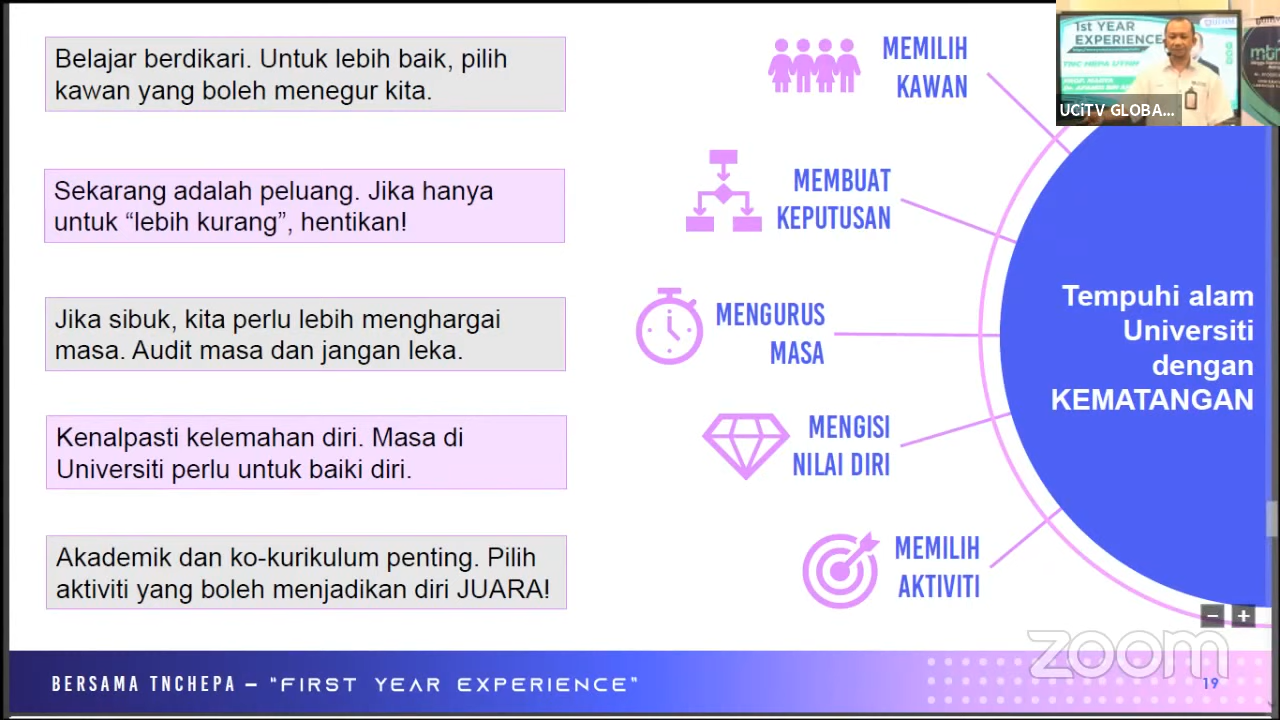 Belajar berdikari. Untuk lebih baik, pilih
kawan yang boleh menegur kita.
MEMILIH
KAWAN
Sekarang adalah peluang. Jika hanya
untuk “lebih kurang”, hentikan!
MEMBUAT
KEPUTUSAN
Jika sibuk, kita perlu lebih menghargai
masa. Audit masa dan jangan leka.
MENGURUS
MASA
Kenalpasti kelemahan diri. Masa di
Universiti perlu untuk baiki diri.
MENGISI
NILAI DIRI
Akademik dan ko-kurikulum penting. Pilih
aktiviti yang boleh menjadikan diri JUARA!
MEMILIH
AKTIVITI
Tempuhi alam
Universiti
dengan
KEMATANGAN
1st YEAR
EXPERIENCE
UCiTV GLOBA...
BERSAMA TNCHEPA – “FIRST YEAR EXPERIENCE”
zoom
19